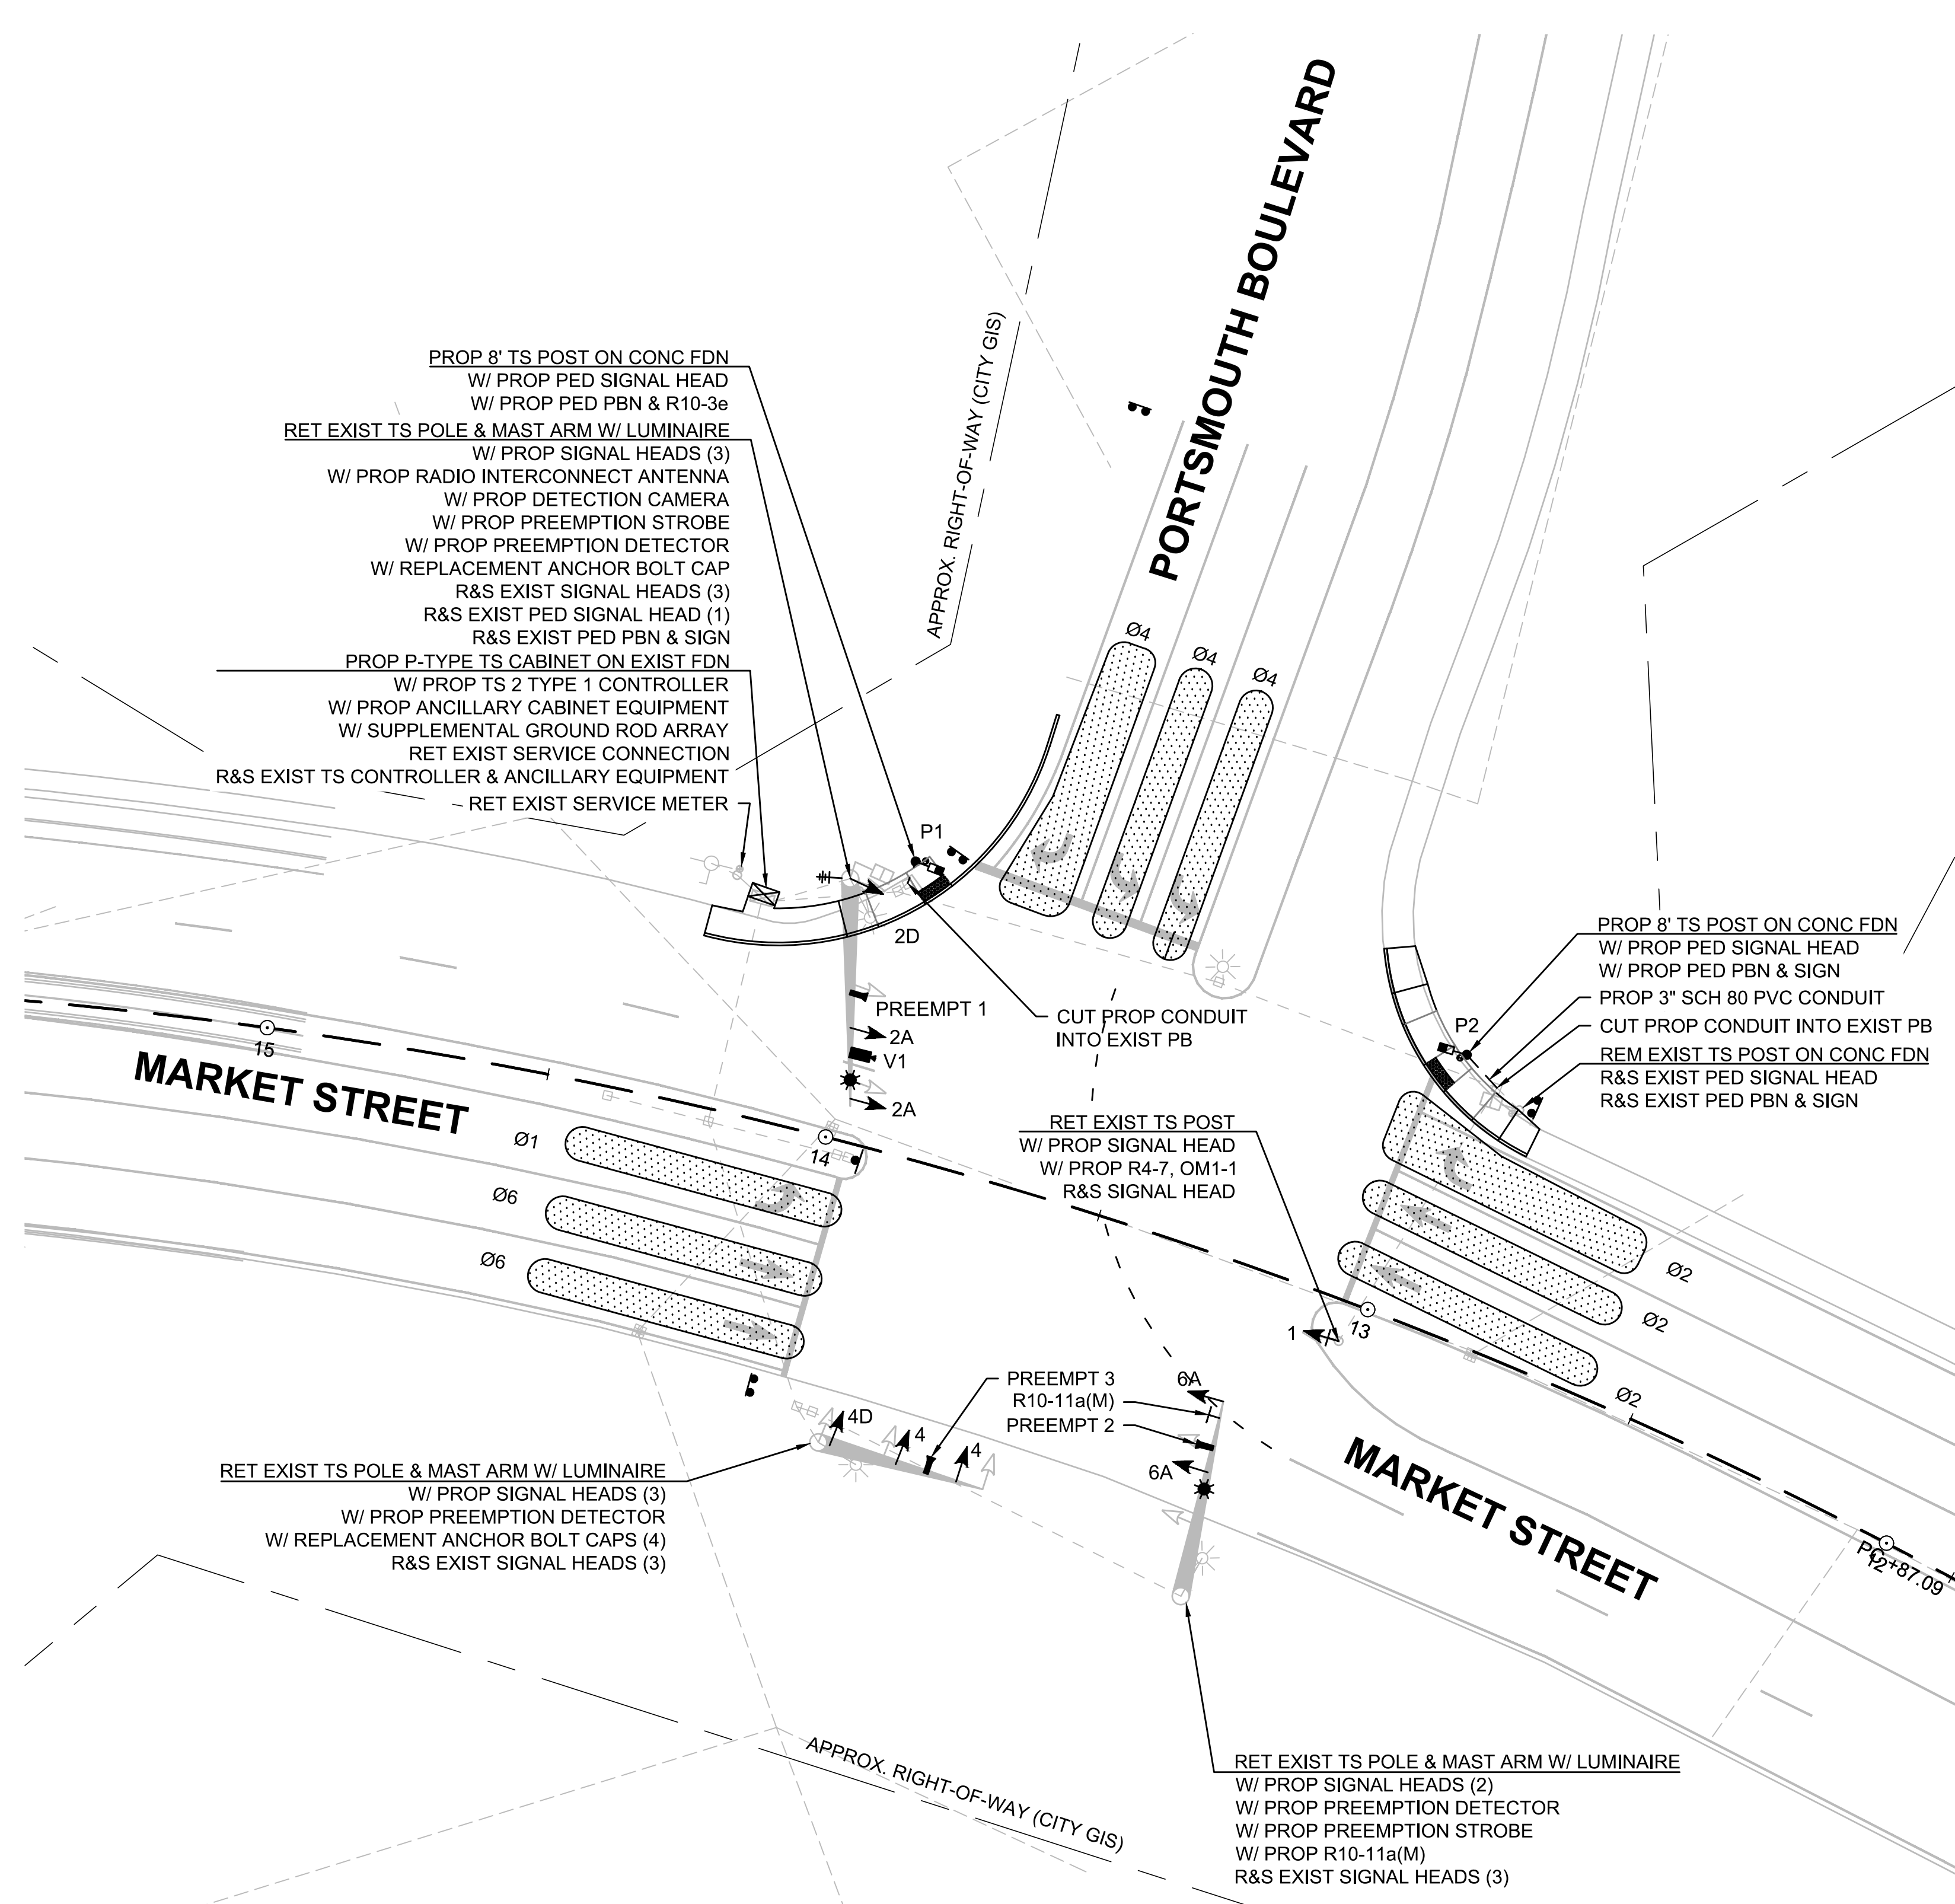 PORTSMOUTH BOULEVARD
APPROX. RIGHT-OF-WAY (CITY GIS)
PROP 8' TS POST ON CONC FDN
W/ PROP PED SIGNAL HEAD
W/ PROP PED PBN & R10-3e
RET EXIST TS POLE & MAST ARM W/ LUMINAIRE
W/ PROP SIGNAL HEADS (3)
W/ PROP RADIO INTERCONNECT ANTENNA
W/ PROP DETECTION CAMERA
W/ PROP PREEMPTION STROBE
W/ PROP PREEMPTION DETECTOR
W/ REPLACEMENT ANCHOR BOLT CAP
R&S EXIST SIGNAL HEADS (3)
R&S EXIST PED SIGNAL HEAD (1)
R&S EXIST PED PBN & SIGN
PROP P-TYPE TS CABINET ON EXIST FDN
W/ PROP TS 2 TYPE 1 CONTROLLER
W/ PROP ANCILLARY CABINET EQUIPMENT
W/ SUPPLEMENTAL GROUND ROD ARRAY
RET EXIST SERVICE CONNECTION
R&S EXIST TS CONTROLLER & ANCILLARY EQUIPMENT
RET EXIST SERVICE METER
Ø4
Ø4
Ø4
P1
2D
PREEMPT 1
2A
V1
2A
CUT PROP CONDUIT
INTO EXIST PB
PROP 8' TS POST ON CONC FDN
W/ PROP PED SIGNAL HEAD
W/ PROP PED PBN & SIGN
PROP 3" SCH 80 PVC CONDUIT
CUT PROP CONDUIT INTO EXIST PB
REM EXIST TS POST ON CONC FDN
R&S EXIST PED SIGNAL HEAD
R&S EXIST PED PBN & SIGN
P2
15
MARKET STREET
14
Ø1
Ø6
Ø6
RET EXIST TS POST
W/ PROP SIGNAL HEAD
W/ PROP R4-7, OM1-1
R&S SIGNAL HEAD
1
13
Ø2
Ø2
Ø2
PREEMPT 3
R10-11a(M)
PREEMPT 2
6A
6A
4D
4
4
RET EXIST TS POLE & MAST ARM W/ LUMINAIRE
W/ PROP SIGNAL HEADS (3)
W/ PROP PREEMPTION DETECTOR
W/ REPLACEMENT ANCHOR BOLT CAPS (4)
R&S EXIST SIGNAL HEADS (3)
MARKET STREET
PC +87.09
12
APPROX. RIGHT-OF-WAY (CITY GIS)
RET EXIST TS POLE & MAST ARM W/ LUMINAIRE
W/ PROP SIGNAL HEADS (2)
W/ PROP PREEMPTION DETECTOR
W/ PROP PREEMPTION STROBE
W/ PROP R10-11a(M)
R&S EXIST SIGNAL HEADS (3)